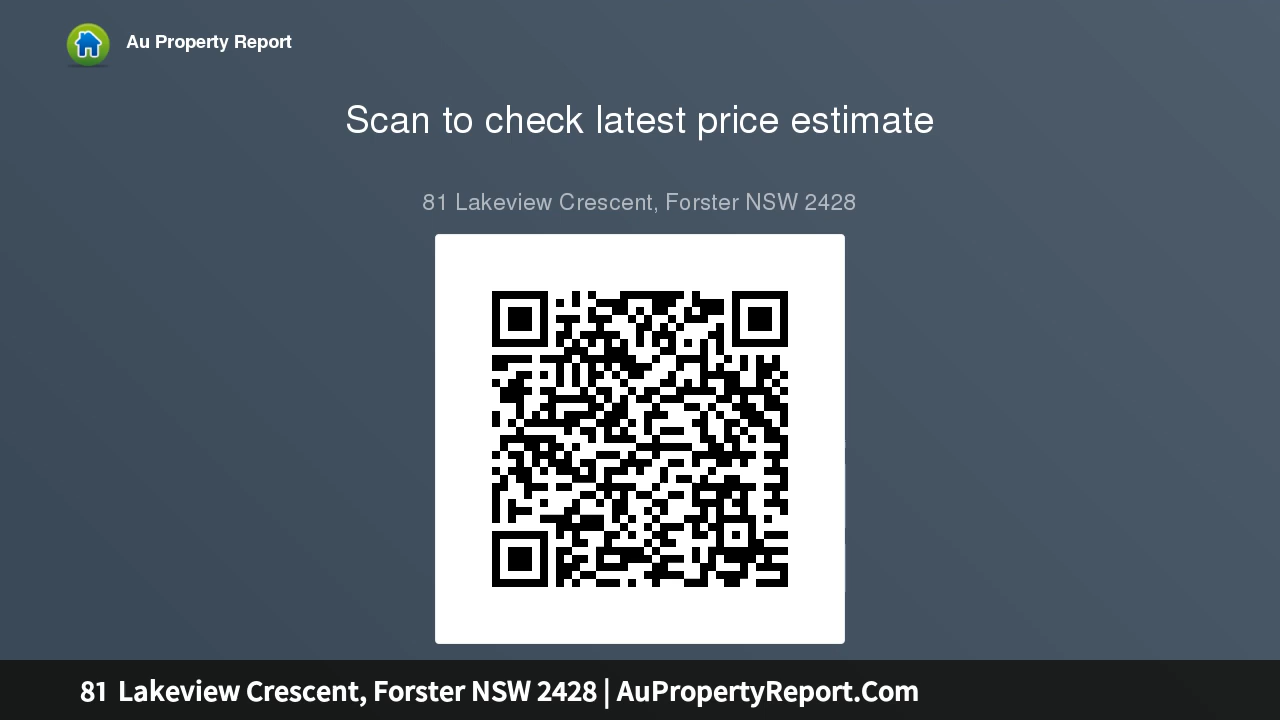 Au Property Report
Scan to check latest price estimate
81 Lakeview Crescent, Forster NSW 2428
81 Lakeview Crescent, Forster NSW 2428 | AuPropertyReport.Com